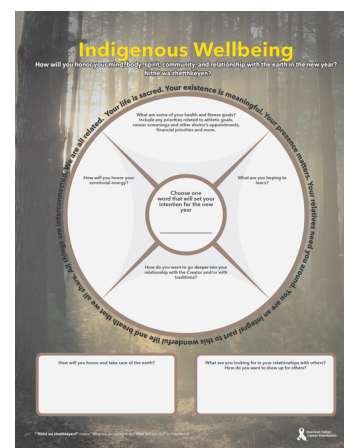 Indigenous Wellbeing
How will you honor your mind, body, spirit, community, and relationship with the earth in the new year?
Nithe wa zhetthkeyen?
We are all related. Your life is sacred. Your existence is meaningful. Your presence matters. Your relatives need you around. You are an integral part to this wonderful life and breath that we all share. All things are interconnected.
What are some of your health and fitness goals?
Include any priorities related to athletic goals,
cancer screenings and other doctor's appointments,
financial priorities and more.
How will you honor your
emotional energy?
What are you hoping to
learn?
Choose one
word that will set your
intention for the new
year
How do you want to go deeper into your
relationship with the Creator and/or with
traditions?
How will you honor and take care of the earth?
What are you looking for in your relationships with others?
How do you want to show up for others?
American Indian
Cancer Foundation